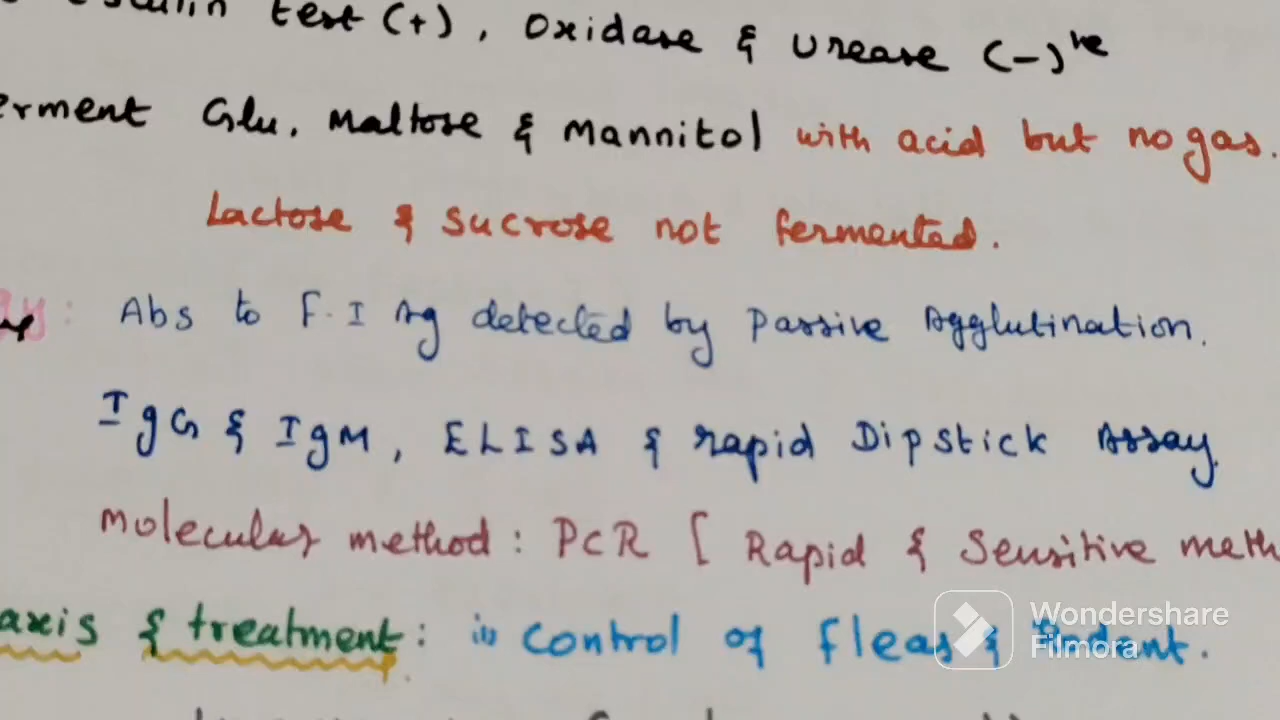 test (+), Oxidase & Urease (-)ve
Glu, Maltose & Mannitol with acid but no gas.
Lactose & Sucrose not fermented.
Abs to F.I Ag detected by Passive Agglutination.
IgG & IgM, ELISA & rapid Dipstick Assay.
Molecular method: PCR [Rapid & Sensitive meth
axis & treatment: i) Control of fleas &
Wondershare
Filmora